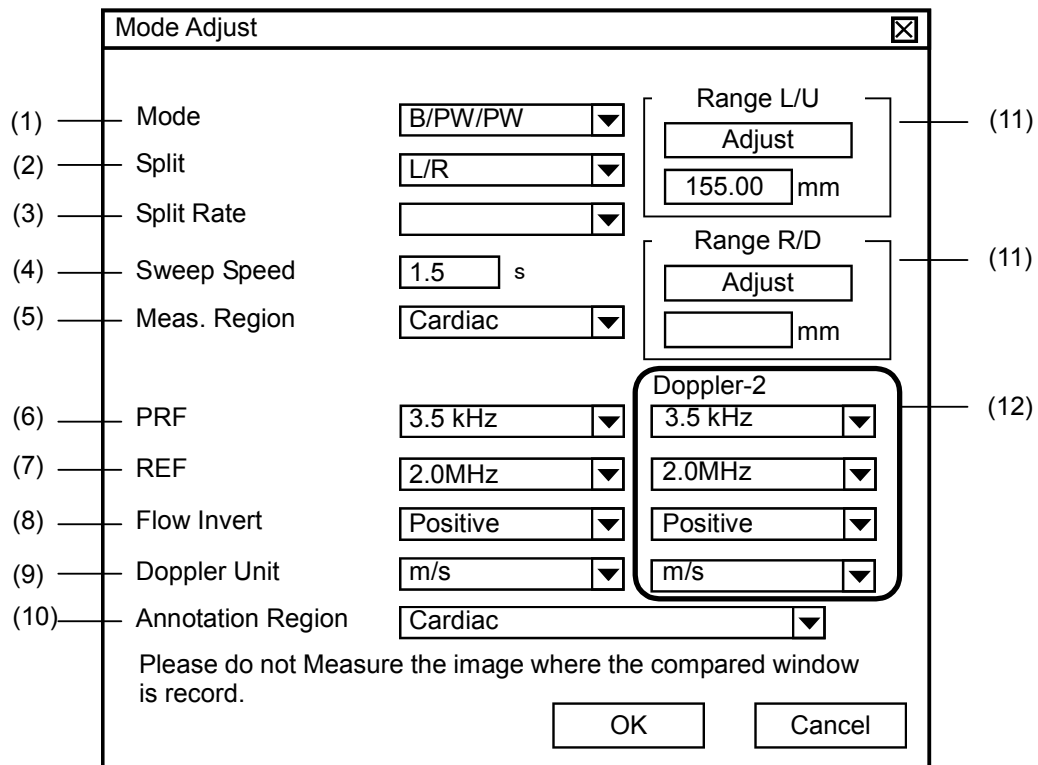 Mode Adjust
(1) Mode B/PW/PW
(2) Split L/R
(3) Split Rate
(4) Sweep Speed 1.5 s
(5) Meas. Region Cardiac
Range L/U (11)
Adjust
155.00 mm
Range R/D (11)
Adjust
mm
Doppler-2 (12)
(6) PRF 3.5 kHz 3.5 kHz
(7) REF 2.0MHz 2.0MHz
(8) Flow Invert Positive Positive
(9) Doppler Unit m/s m/s
(10) Annotation Region Cardiac
Please do not Measure the image where the compared window
is record.
OK Cancel